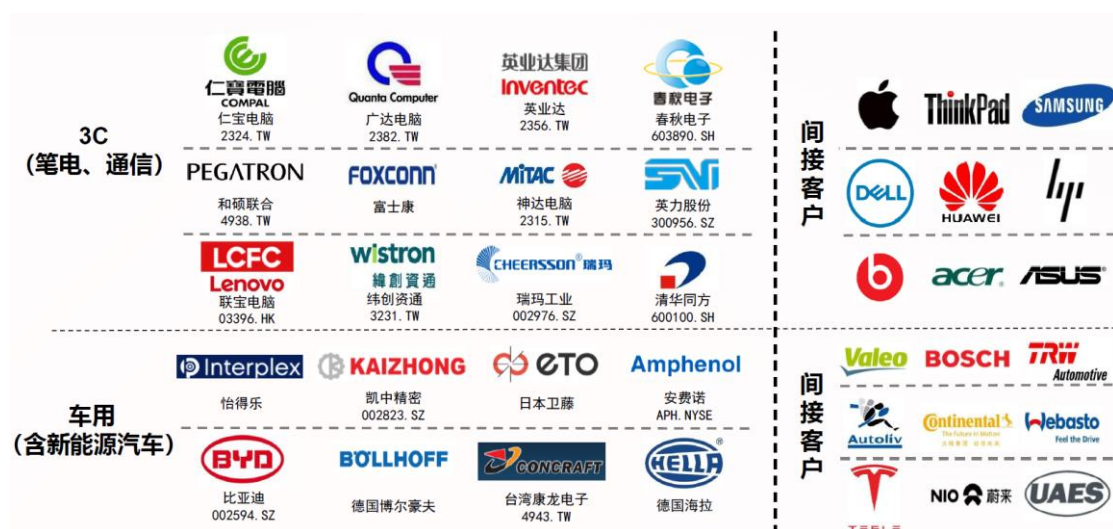 3C
（笔电、通信）
仁寶電腦
COMPAL
仁宝电脑
2324.TW
Quanta Computer
广达电脑
2382.TW
英业达集团
Inventec
英业达
2356.TW
春秋电子
春秋电子
603890.SH
PEGATRON
和硕联合
4938.TW
FOXCONN
富士康
MiTAC
神达电脑
2315.TW
英力股份
300956.SZ
LCFC
Lenovo
联宝电脑
03396.HK
wistron
緯創資通
纬创资通
3231.TW
CHEERSSON®瑞玛
瑞玛工业
002976.SZ
清华同方
600100.SH
间接客户
ThinkPad
SAMSUNG
DELL
HUAWEI
hp
b
acer
ASUS
车用
（含新能源汽车）
Interplex
怡得乐
KAIZHONG
凯中精密
002823.SZ
ETO
日本卫藤
Amphenol
安费诺
APH.NYSE
BYD
比亚迪
002594.SZ
BÖLLHOFF
德国博尔豪夫
CONCRAFT
台湾康龙电子
4943.TW
HELLA®
德国海拉
间接客户
Valeo
BOSCH
TRW
Automotive
Autoliv
Continental
The Future in Motion
Webasto
Feel the Drive
TESLA
NIO 蔚来
UAES